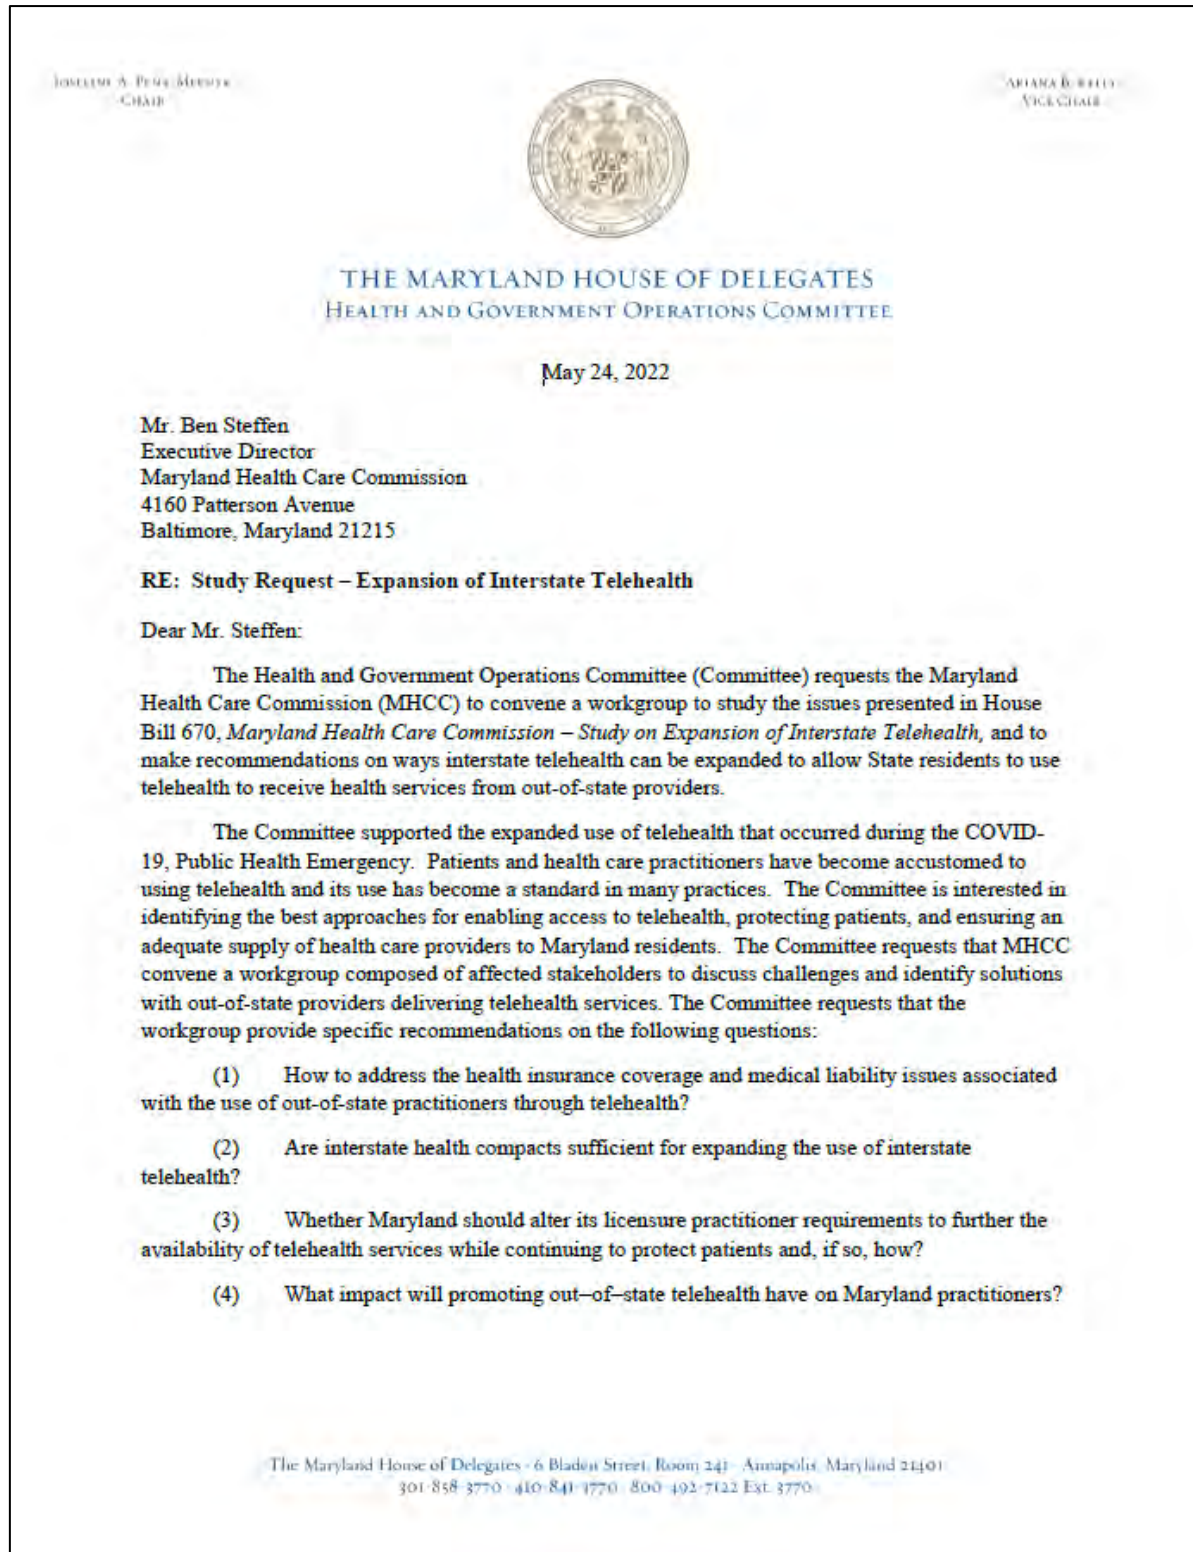 CHAIR
VICE CHAIR
THE MARYLAND HOUSE OF DELEGATES
HEALTH AND GOVERNMENT OPERATIONS COMMITTEE
May 24, 2022
Mr. Ben Steffen
Executive Director
Maryland Health Care Commission
4160 Patterson Avenue
Baltimore, Maryland 21215
RE: Study Request – Expansion of Interstate Telehealth
Dear Mr. Steffen:
The Health and Government Operations Committee (Committee) requests the Maryland
Health Care Commission (MHCC) to convene a workgroup to study the issues presented in House
Bill 670, Maryland Health Care Commission – Study on Expansion of Interstate Telehealth, and to
make recommendations on ways interstate telehealth can be expanded to allow State residents to use
telehealth to receive health services from out-of-state providers.
The Committee supported the expanded use of telehealth that occurred during the COVID-
19, Public Health Emergency. Patients and health care practitioners have become accustomed to
using telehealth and its use has become a standard in many practices. The Committee is interested in
identifying the best approaches for enabling access to telehealth, protecting patients, and ensuring an
adequate supply of health care providers to Maryland residents. The Committee requests that MHCC
convene a workgroup composed of affected stakeholders to discuss challenges and identify solutions
with out-of-state providers delivering telehealth services. The Committee requests that the
workgroup provide specific recommendations on the following questions:
(1) How to address the health insurance coverage and medical liability issues associated
with the use of out-of-state practitioners through telehealth?
(2) Are interstate health compacts sufficient for expanding the use of interstate
telehealth?
(3) Whether Maryland should alter its licensure practitioner requirements to further the
availability of telehealth services while continuing to protect patients and, if so, how?
(4) What impact will promoting out–of–state telehealth have on Maryland practitioners?
The Maryland House of Delegates · 6 Bladen Street, Room 241 · Annapolis, Maryland 21401
301-858-3770 · 410-841-3770 · 800-492-7122 Ext. 3770